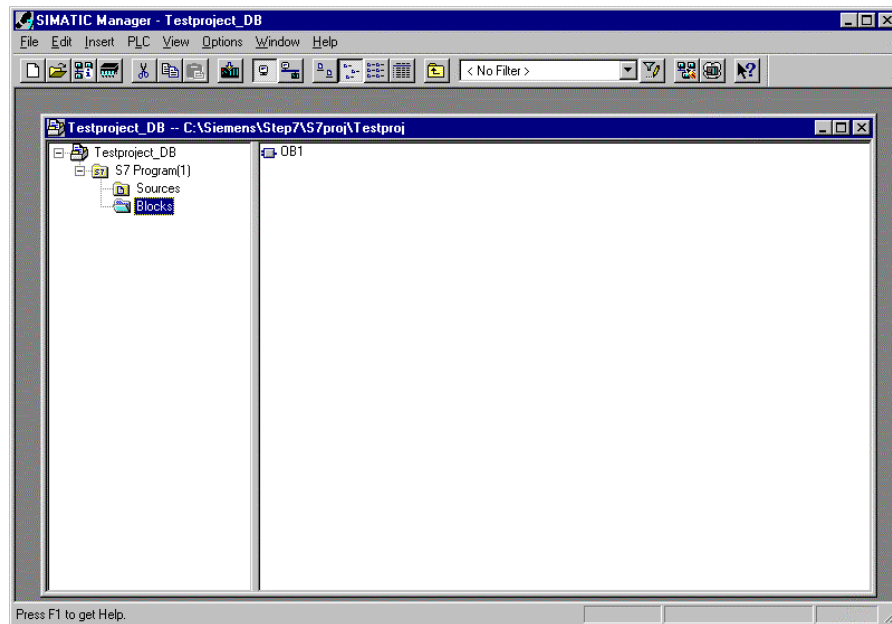 SIMATIC Manager - Testproject_DB
File Edit Insert PLC View Options Window Help
< No Filter >
Testproject_DB -- C:\Siemens\Step7\S7proj\Testproj
Testproject_DB
OB1
S7 Program(1)
Sources
Blocks
Press F1 to get Help.